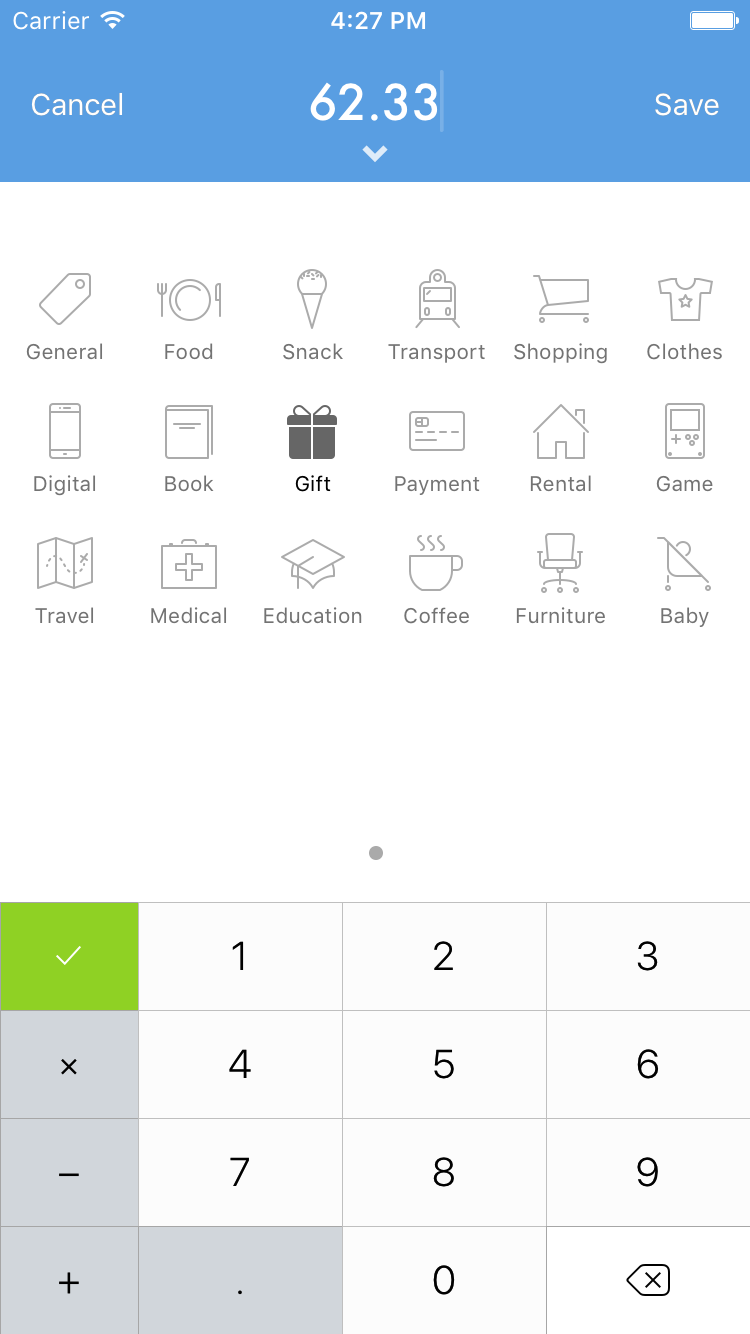 Carrier 4:27 PM
Cancel 62.33 Save
General Food Snack Transport Shopping Clothes
Digital Book Gift Payment Rental Game
Travel Medical Education Coffee Furniture Baby
1 2 3
× 4 5 6
– 7 8 9
+ . 0